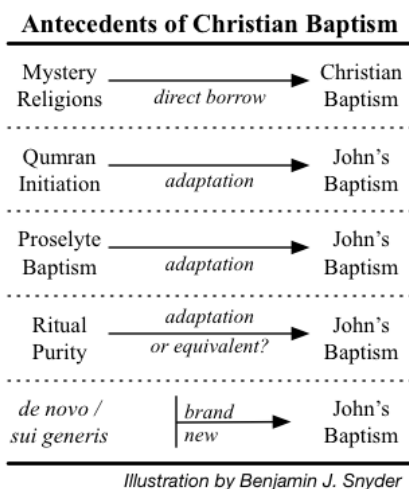 Antecedents of Christian Baptism
Mystery Religions direct borrow Christian Baptism
Qumran Initiation adaptation John's Baptism
Proselyte Baptism adaptation John's Baptism
Ritual Purity adaptation or equivalent? John's Baptism
de novo / sui generis brand new John's Baptism
Illustration by Benjamin J. Snyder